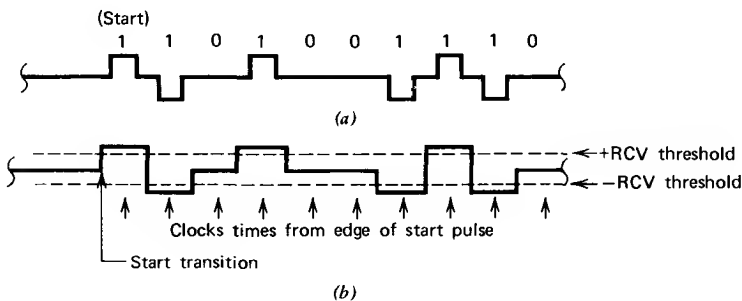 (Start)
1 1 0 1 0 0 1 1 1 0
(a)
+RCV threshold
−RCV threshold
Clocks times from edge of start pulse
Start transition
(b)